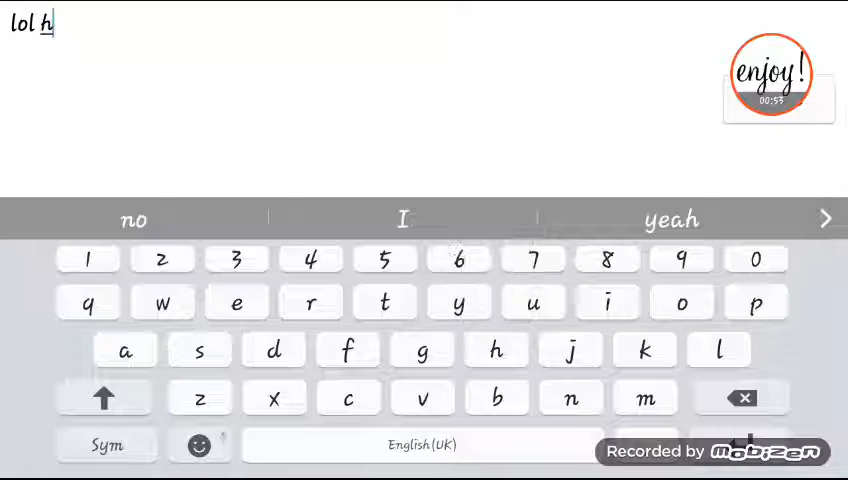 lol h
enjoy!
00:53
no I yeah
1 2 3 4 5 6 7 8 9 0
q w e r t y u i o p
a s d f g h j k l
z x c v b n m
Sym English(UK)
Recorded by mobizen